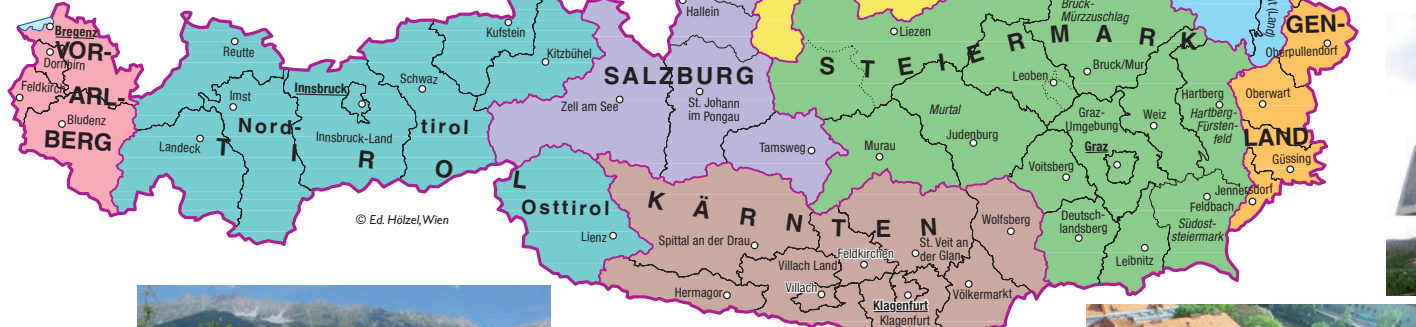 Bregenz
VOR-
Dornbirn
Feldkirch
ARL-
Bludenz
BERG
Reutte
Imst
Landeck
Innsbruck
Innsbruck-Land
Schwaz
Kufstein
Kitzbühel
Nord-
tirol
T I R O L
Osttirol
Lienz
© Ed. Hölzel, Wien
Hallein
SALZBURG
Zell am See
St. Johann
im Pongau
Tamsweg
Bruck-
Mürzzuschlag
Liezen
STEIERMARK
Leoben
Bruck/Mur
Murtal
Murau
Judenburg
Graz-
Umgebung
Graz
Weiz
Voitsberg
Hartberg
Hartberg-
Fürsten-
feld
Deutsch-
landsberg
Leibnitz
Feldbach
Südost-
steiermark
KÄRNTEN
Spittal an der Drau
Hermagor
Villach Land
Villach
Feldkirchen
St. Veit an
der Glan
Klagenfurt
Klagenfurt
Völkermarkt
Wolfsberg
(Land)
GEN-
Oberpullendorf
Oberwart
LAND
Güssing
Jennersdorf